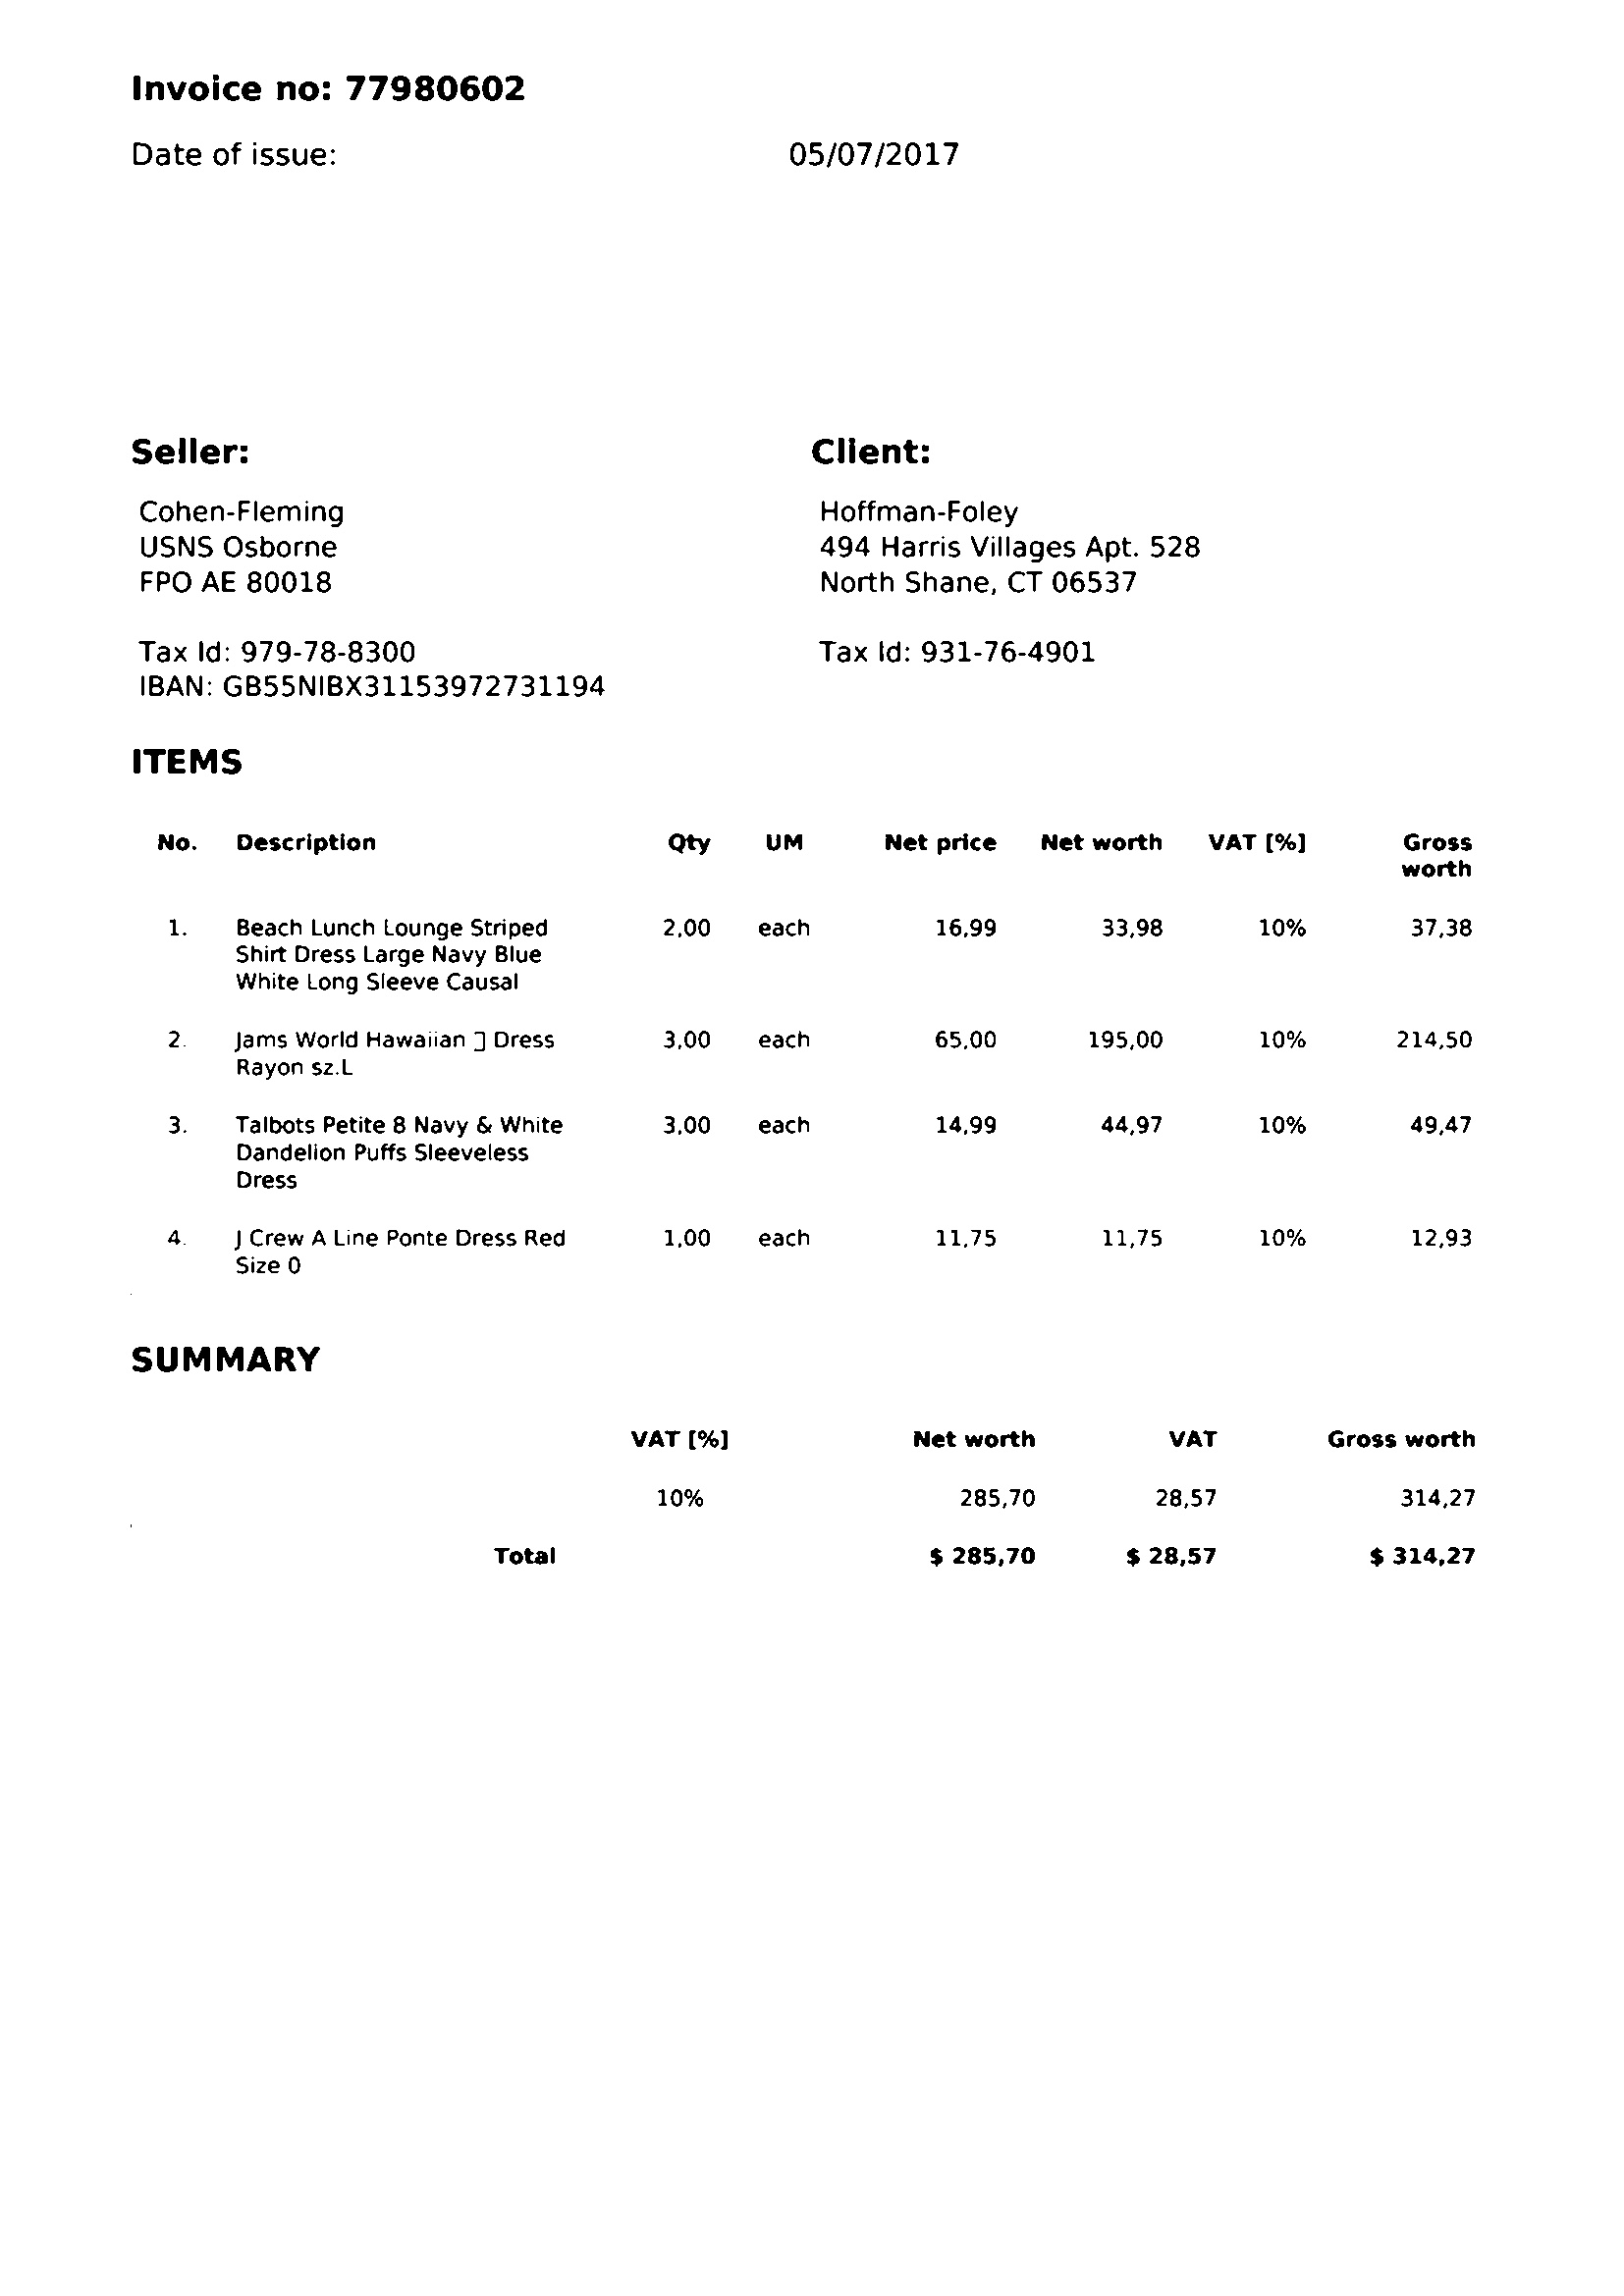 Invoice no: 77980602
Date of issue: 05/07/2017
Seller: Client:
Cohen-Fleming Hoffman-Foley
USNS Osborne 494 Harris Villages Apt. 528
FPO AE 80018 North Shane, CT 06537
Tax Id: 979-78-8300 Tax Id: 931-76-4901
IBAN: GB55NIBX31153972731194
ITEMS
No. Description Qty UM Net price Net worth VAT [%] Gross
worth
1. Beach Lunch Lounge Striped 2,00 each 16,99 33,98 10% 37,38
Shirt Dress Large Navy Blue
White Long Sleeve Causal
2. Jams World Hawaiian Dress 3,00 each 65,00 195,00 10% 214,50
Rayon sz.L
3. Talbots Petite 8 Navy & White 3,00 each 14,99 44,97 10% 49,47
Dandelion Puffs Sleeveless
Dress
4. J Crew A Line Ponte Dress Red 1,00 each 11,75 11,75 10% 12,93
Size 0
SUMMARY
VAT [%] Net worth VAT Gross worth
10% 285,70 28,57 314,27
Total $ 285,70 $ 28,57 $ 314,27